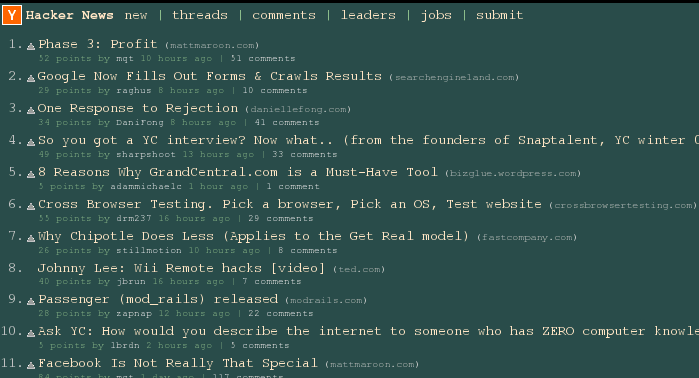 Y Hacker News new | threads | comments | leaders | jobs | submit
1. Phase 3: Profit (mattmaroon.com)
52 points by mqt 10 hours ago | 51 comments
2. Google Now Fills Out Forms & Crawls Results (searchengineland.com)
29 points by raghus 8 hours ago | 10 comments
3. One Response to Rejection (daniellefong.com)
34 points by DaniFong 8 hours ago | 41 comments
4. So you got a YC interview? Now what.. (from the founders of Snaptalent, YC winter
49 points by sharpshoot 13 hours ago | 33 comments
5. 8 Reasons Why GrandCentral.com is a Must-Have Tool (bizglue.wordpress.com)
5 points by adammichaelc 1 hour ago | 1 comment
6. Cross Browser Testing. Pick a browser, Pick an OS, Test website (crossbrowsertesting.com)
55 points by drm237 16 hours ago | 29 comments
7. Why Chipotle Does Less (Applies to the Get Real model) (fastcompany.com)
26 points by stillmotion 10 hours ago | 8 comments
8. Johnny Lee: Wii Remote hacks [video] (ted.com)
40 points by jbrun 16 hours ago | 7 comments
9. Passenger (mod_rails) released (modrails.com)
28 points by zapnap 12 hours ago | 22 comments
10. Ask YC: How would you describe the internet to someone who has ZERO computer knowle
5 points by lbrdn 2 hours ago | 5 comments
11. Facebook Is Not Really That Special (mattmaroon.com)
84 points by mqt 1 day ago | 117 comments